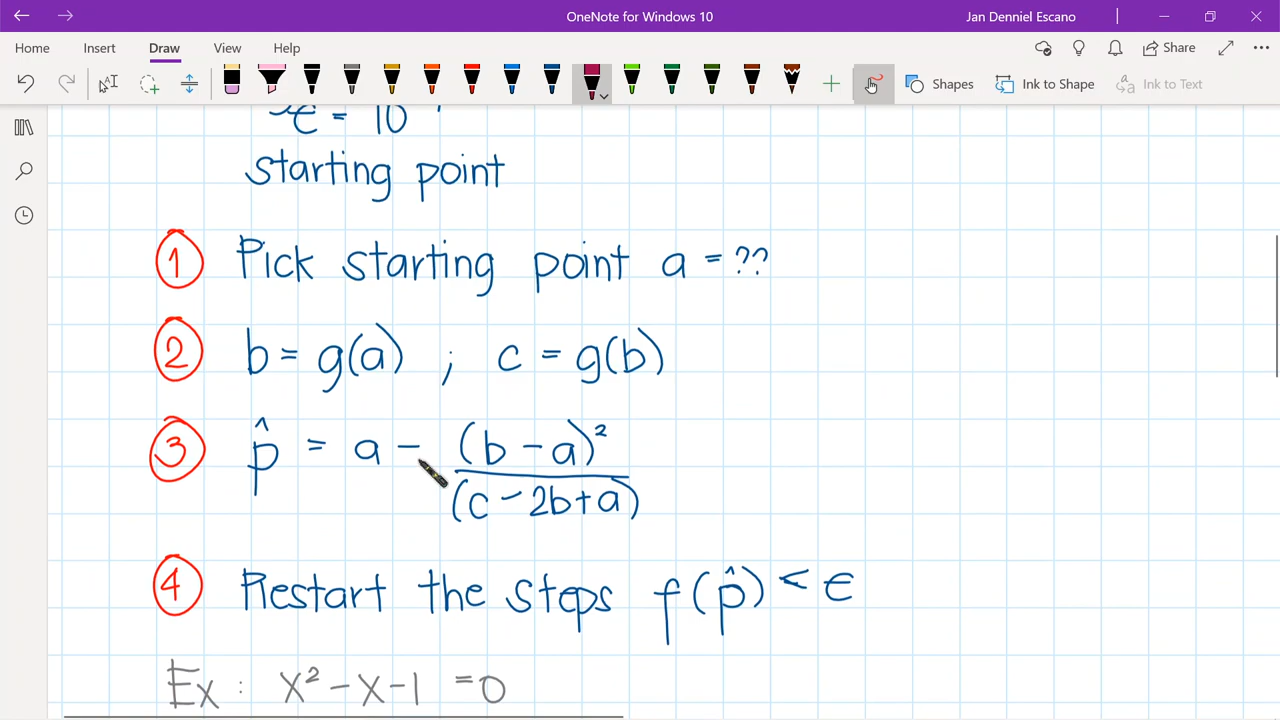 OneNote for Windows 10
Jan Denniel Escano
Home Insert Draw View Help
Share
Shapes Ink to Shape Ink to Text
ϵ = 10
starting point
1 Pick starting point a = ??
2 b = g(a) ; c = g(b)
3 p̂ = a - (b - a)²
(c - 2b + a)
4 Restart the steps f(p̂) < ϵ
Ex : x² - x - 1 = 0